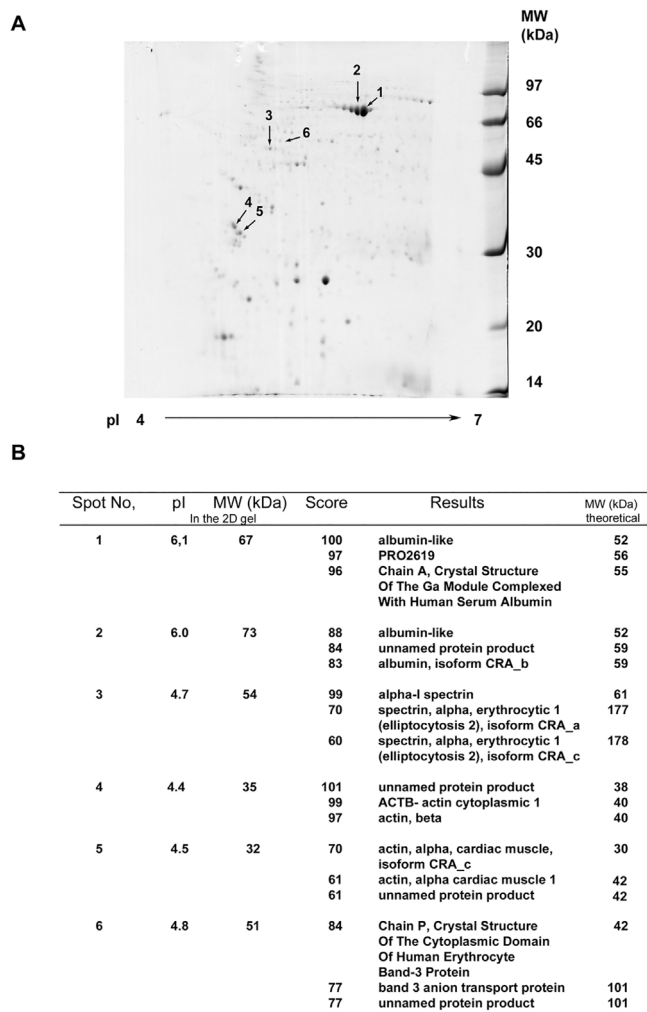 A
MW
(kDa)
2
1
3
6
4
5
97
66
45
30
20
14
pI 4 7
B
Spot No, pI MW (kDa) Score Results MW (kDa)
In the 2D gel theoretical
1 6,1 67 100 albumin-like 52
97 PRO2619 56
96 Chain A, Crystal Structure 55
Of The Ga Module Complexed
With Human Serum Albumin
2 6.0 73 88 albumin-like 52
84 unnamed protein product 59
83 albumin, isoform CRA_b 59
3 4.7 54 99 alpha-I spectrin 61
70 spectrin, alpha, erythrocytic 1 177
(elliptocytosis 2), isoform CRA_a
60 spectrin, alpha, erythrocytic 1 178
(elliptocytosis 2), isoform CRA_c
4 4.4 35 101 unnamed protein product 38
99 ACTB- actin cytoplasmic 1 40
97 actin, beta 40
5 4.5 32 70 actin, alpha, cardiac muscle, 30
isoform CRA_c
61 actin, alpha cardiac muscle 1 42
61 unnamed protein product 42
6 4.8 51 84 Chain P, Crystal Structure 42
Of The Cytoplasmic Domain
Of Human Erythrocyte
Band-3 Protein
77 band 3 anion transport protein 101
77 unnamed protein product 101